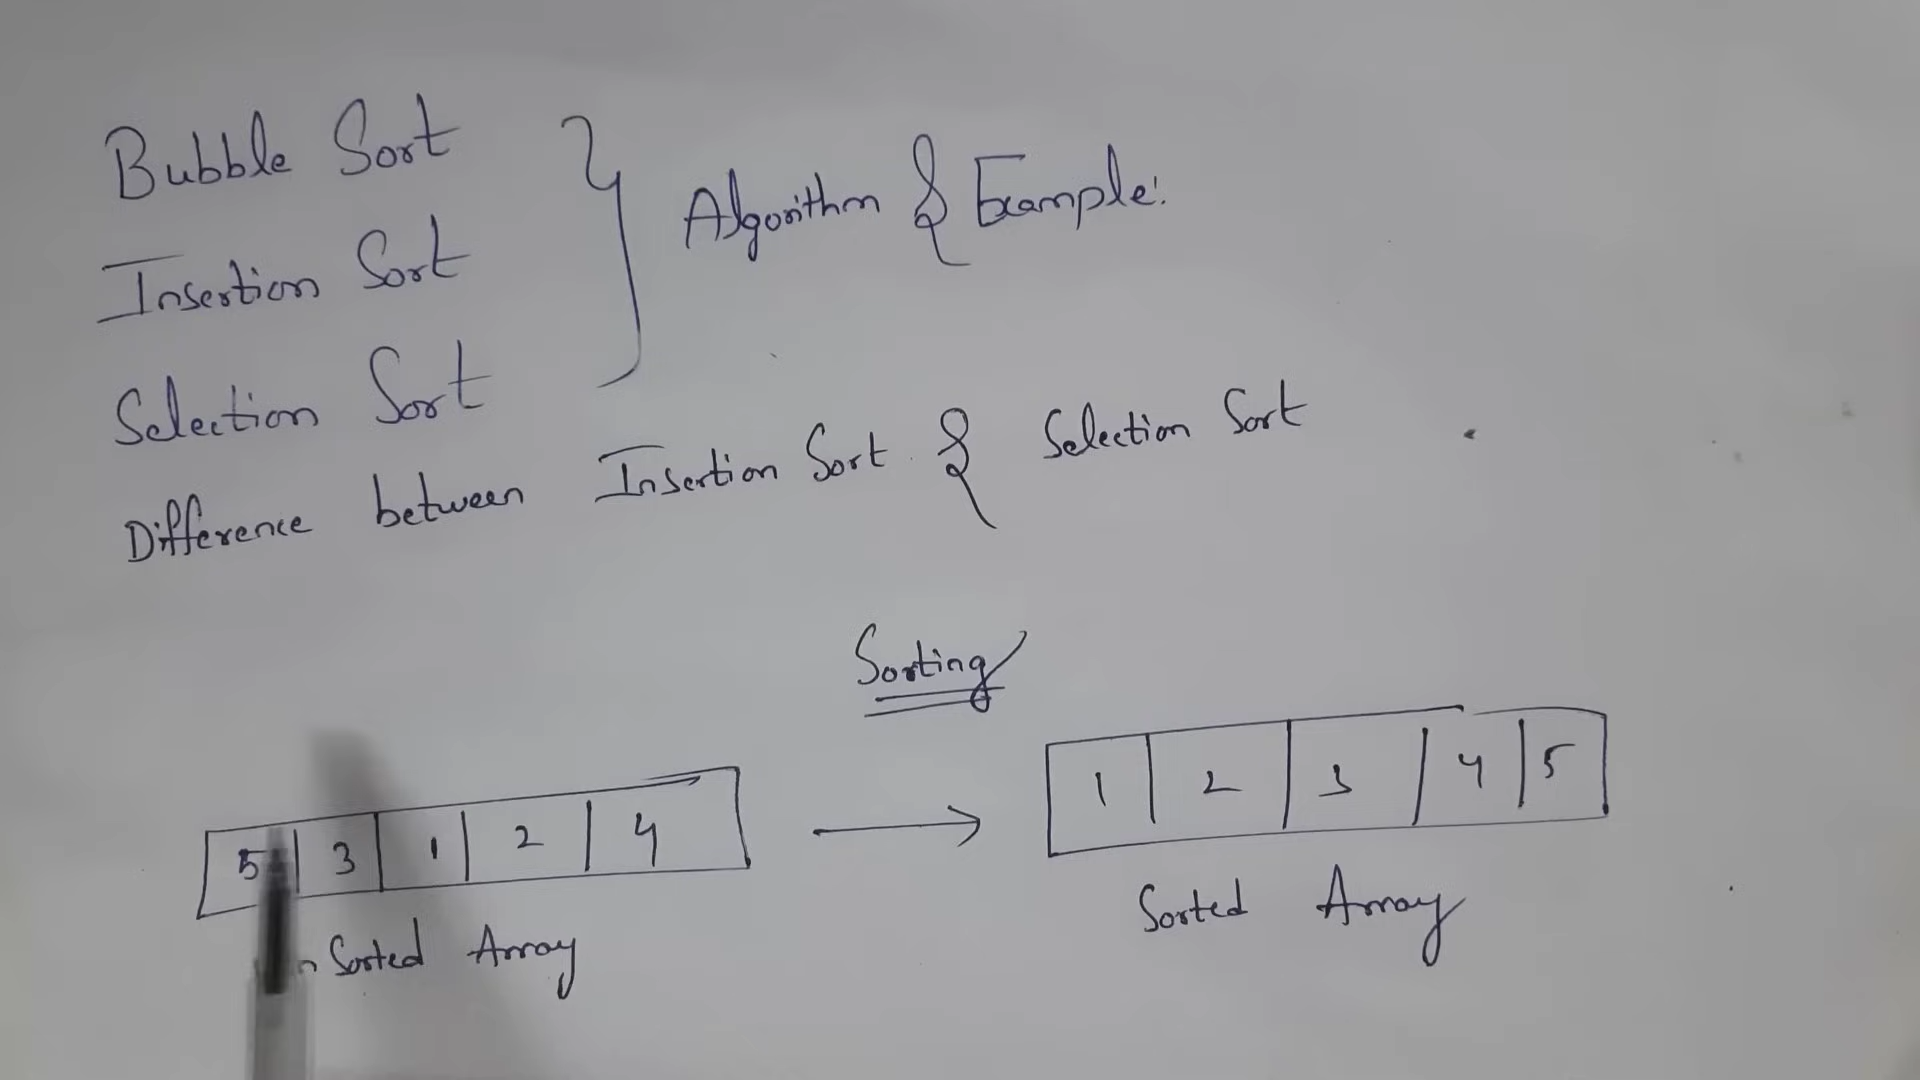 Bubble Sort
Insertion Sort
Selection Sort
Algorithm & Example:
Difference between Insertion Sort & Selection Sort
Sorting
5 3 1 2 4
1 2 3 4 5
Sorted Array
Sorted Array